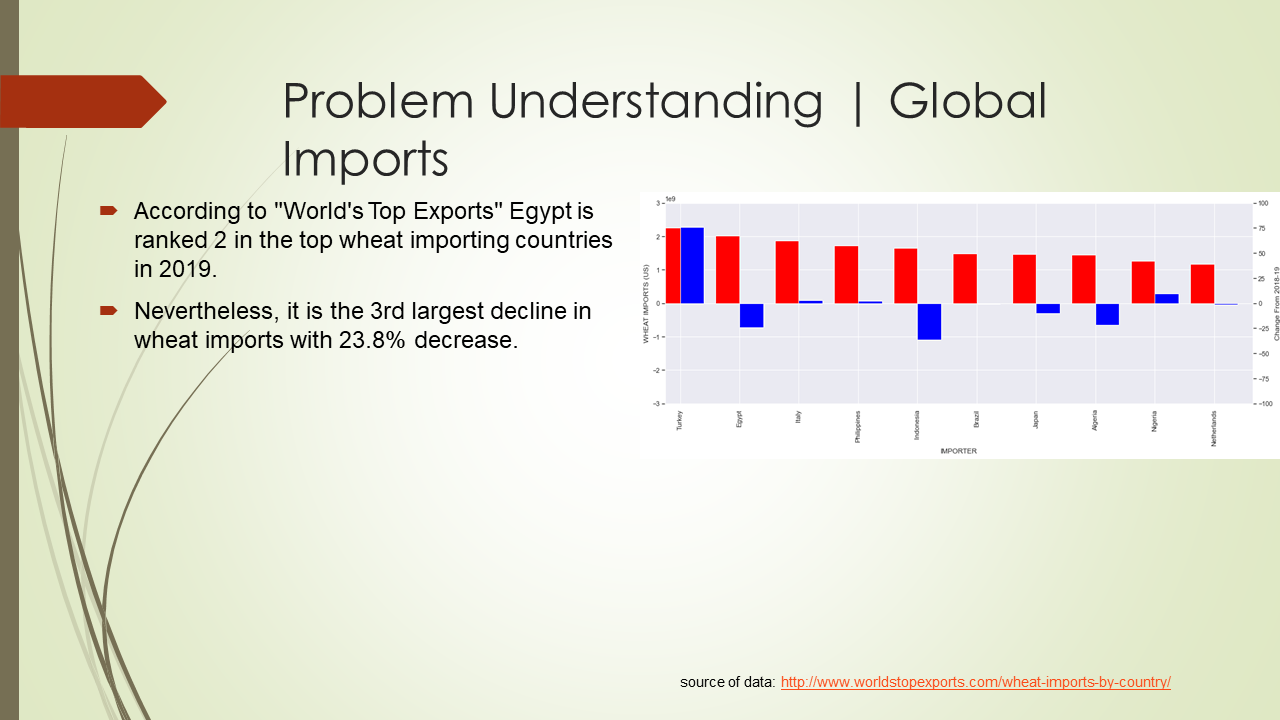 Problem Understanding | Global
Imports
According to "World's Top Exports" Egypt is
ranked 2 in the top wheat importing countries
in 2019.
Nevertheless, it is the 3rd largest decline in
wheat imports with 23.8% decrease.
1e9
3
2
1
0
−1
−2
−3
WHEAT IMPORTS (US)
100
75
50
25
0
−25
−50
−75
−100
Change From 2018-19
Turkey
Egypt
Italy
Philippines
Indonesia
Brazil
Japan
Algeria
Nigeria
Netherlands
IMPORTER
source of data: http://www.worldstopexports.com/wheat-imports-by-country/